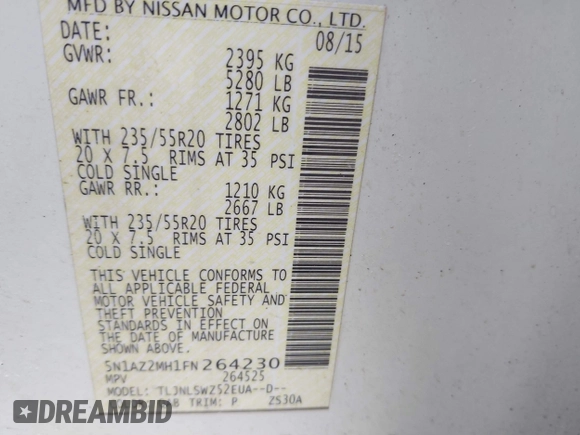 MFD BY NISSAN MOTOR CO., LTD.
DATE: 08/15
GVWR: 2395 KG
5280 LB
GAWR FR.: 1271 KG
2802 LB
WITH 235/55R20 TIRES
20 X 7.5 RIMS AT 35 PSI
COLD SINGLE
GAWR RR.: 1210 KG
2667 LB
WITH 235/55R20 TIRES
20 X 7.5 RIMS AT 35 PSI
COLD SINGLE
THIS VEHICLE CONFORMS TO
ALL APPLICABLE FEDERAL
MOTOR VEHICLE SAFETY AND
THEFT PREVENTION
STANDARDS IN EFFECT ON
THE DATE OF MANUFACTURE
SHOWN ABOVE.
5N1AZ2MH1FN264230
MPV 264525
MODEL: TLJNLSWZ52EUA--D--
TRIM: P ZS30A
DREAMBID